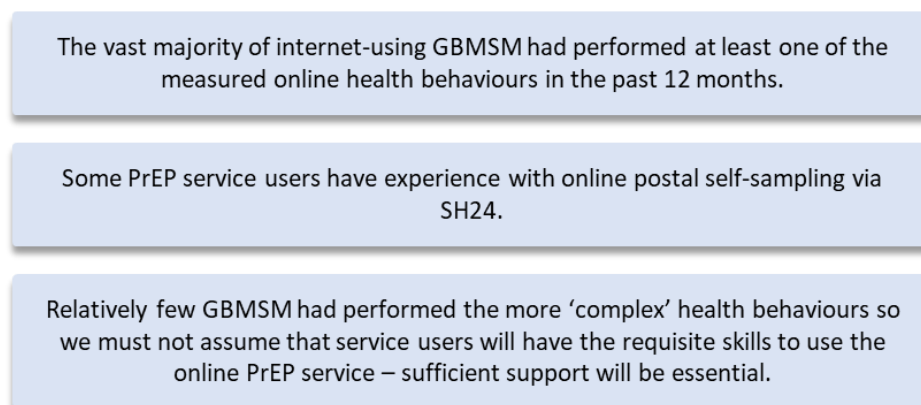 The vast majority of internet-using GBMSM had performed at least one of the
measured online health behaviours in the past 12 months.
Some PrEP service users have experience with online postal self-sampling via
SH24.
Relatively few GBMSM had performed the more ‘complex’ health behaviours so
we must not assume that service users will have the requisite skills to use the
online PrEP service – sufficient support will be essential.